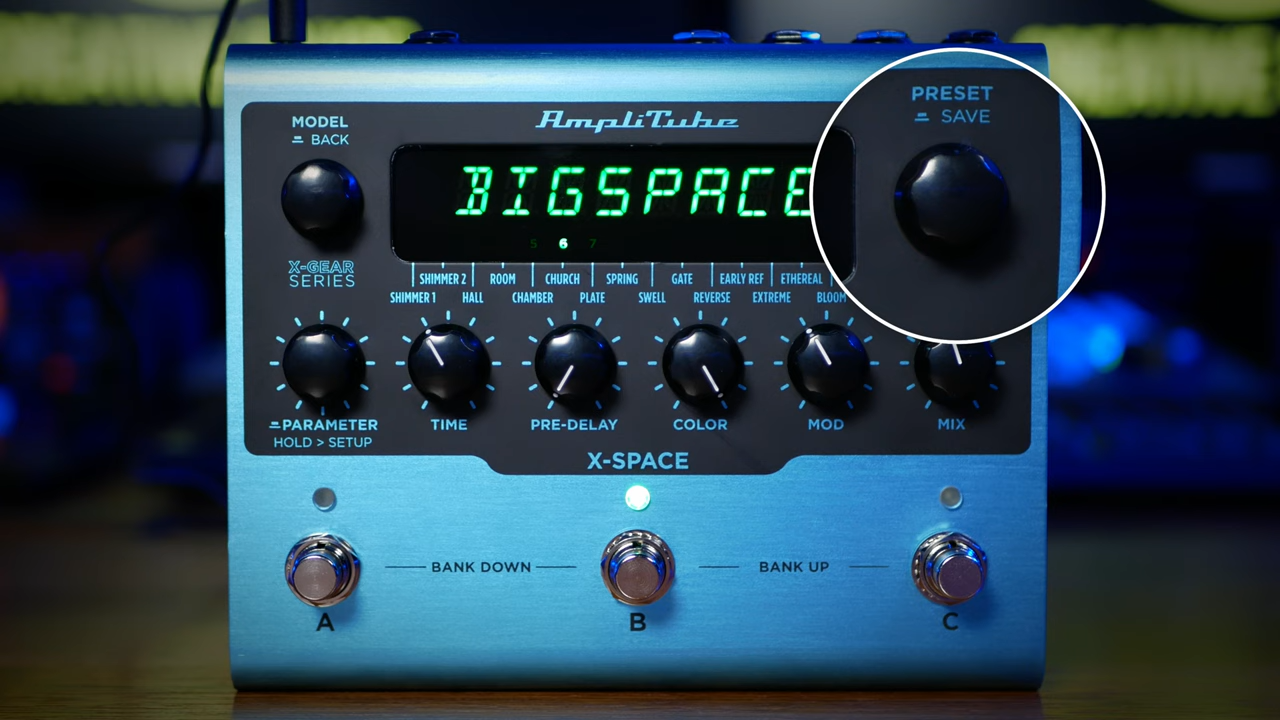 MODEL
BACK
AmpliTube
PRESET
SAVE
BIGSPACE
5 6 7
X-GEAR
SERIES
SHIMMER 2 ROOM CHURCH SPRING GATE EARLY REF ETHEREAL
SHIMMER 1 HALL CHAMBER PLATE SWELL REVERSE EXTREME BLOOM
PARAMETER TIME PRE-DELAY COLOR MOD MIX
HOLD > SETUP
X-SPACE
BANK DOWN BANK UP
A B C